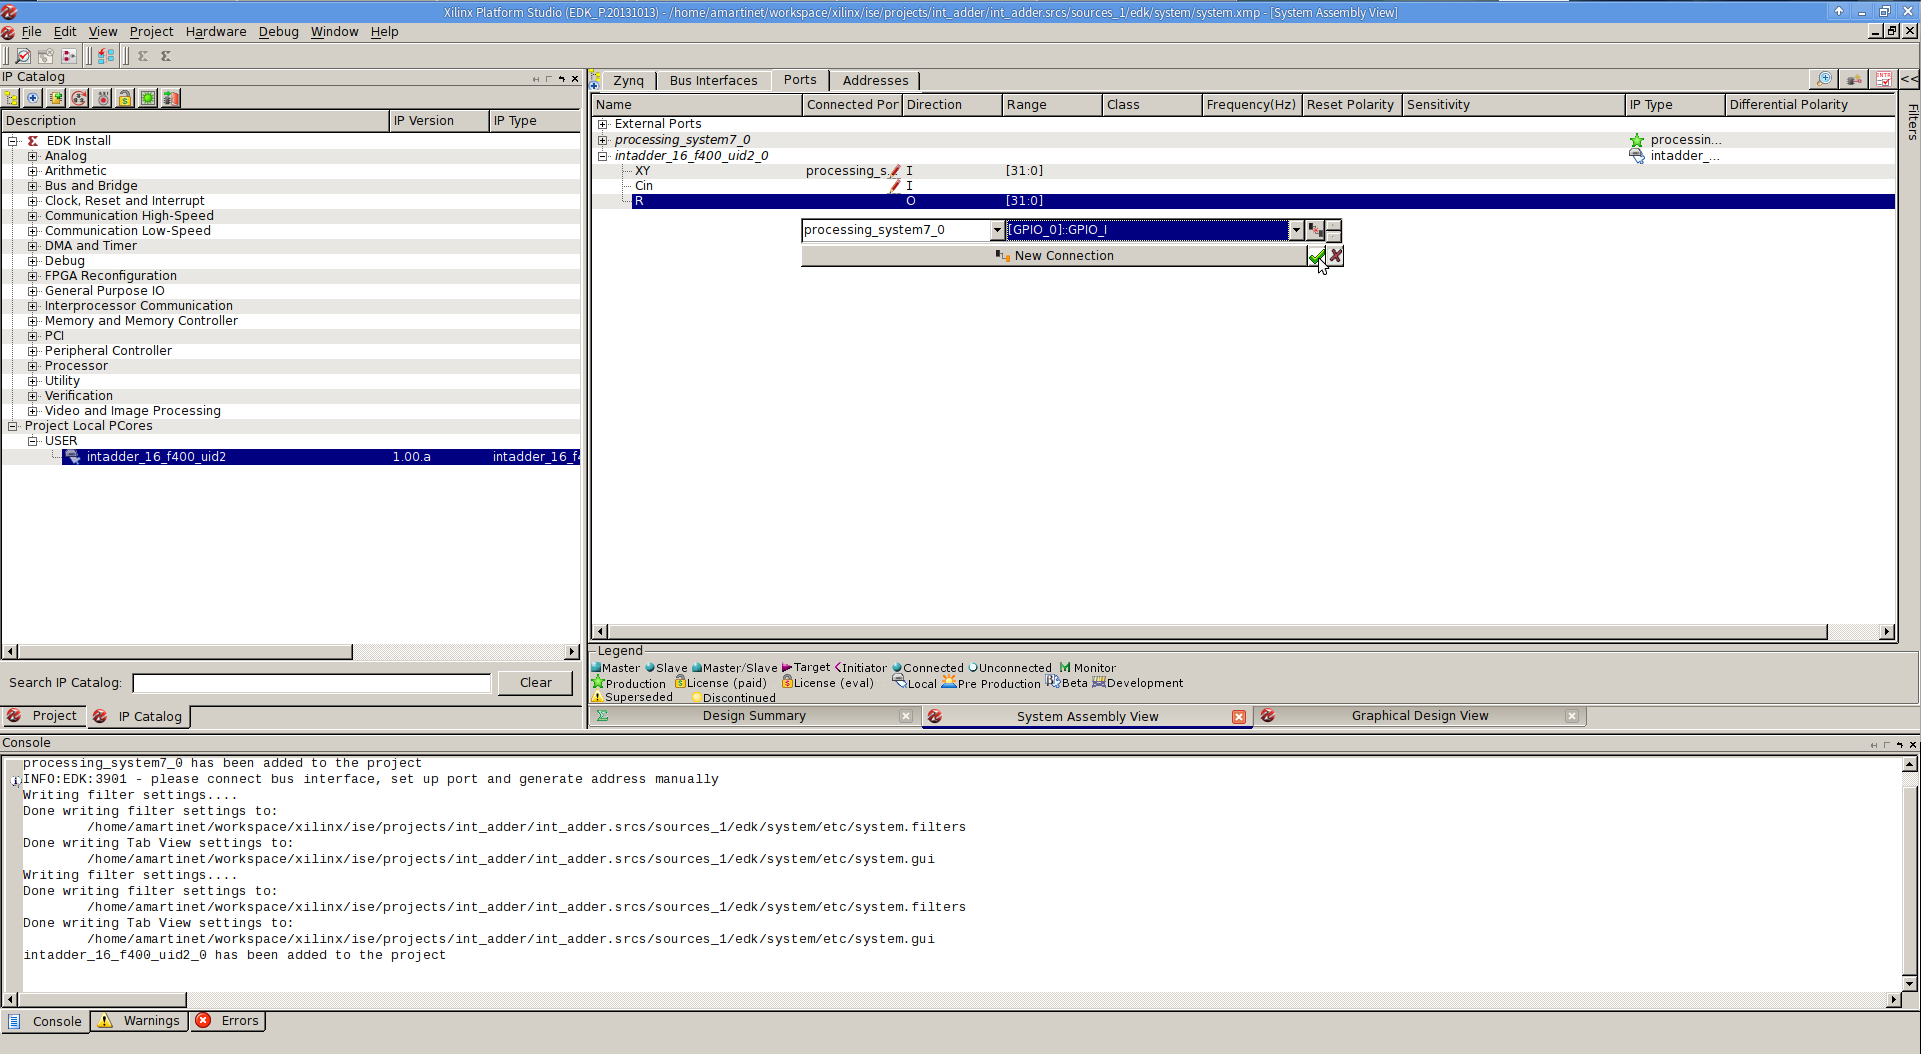 Xilinx Platform Studio (EDK_P.20131013) - /home/amartinet/workspace/xilinx/ise/projects/int_adder/int_adder.srcs/sources_1/edk/system/system.xmp - [System Assembly View]
File Edit View Project Hardware Debug Window Help
IP Catalog
Description IP Version IP Type
EDK Install
Analog
Arithmetic
Bus and Bridge
Clock, Reset and Interrupt
Communication High-Speed
Communication Low-Speed
DMA and Timer
Debug
FPGA Reconfiguration
General Purpose IO
Interprocessor Communication
Memory and Memory Controller
PCI
Peripheral Controller
Processor
Utility
Verification
Video and Image Processing
Project Local PCores
USER
intadder_16_f400_uid2 1.00.a intadder_16_f4
Search IP Catalog: Clear
Project IP Catalog
Zynq Bus Interfaces Ports Addresses
<<
Filters
Name Connected Por Direction Range Class Frequency(Hz) Reset Polarity Sensitivity IP Type Differential Polarity
External Ports
processing_system7_0 processin...
intadder_16_f400_uid2_0 intadder_...
XY processing_s. I [31:0]
Cin I
R O [31:0]
processing_system7_0 [GPIO_0]::GPIO_I
New Connection
Legend
Master Slave Master/Slave Target Initiator Connected Unconnected M Monitor
Production License (paid) License (eval) Local Pre Production Beta Development
Superseded Discontinued
Design Summary System Assembly View Graphical Design View
Console
processing_system7_0 has been added to the project
INFO:EDK:3901 - please connect bus interface, set up port and generate address manually
Writing filter settings....
Done writing filter settings to:
/home/amartinet/workspace/xilinx/ise/projects/int_adder/int_adder.srcs/sources_1/edk/system/etc/system.filters
Done writing Tab View settings to:
/home/amartinet/workspace/xilinx/ise/projects/int_adder/int_adder.srcs/sources_1/edk/system/etc/system.gui
Writing filter settings....
Done writing filter settings to:
/home/amartinet/workspace/xilinx/ise/projects/int_adder/int_adder.srcs/sources_1/edk/system/etc/system.filters
Done writing Tab View settings to:
/home/amartinet/workspace/xilinx/ise/projects/int_adder/int_adder.srcs/sources_1/edk/system/etc/system.gui
intadder_16_f400_uid2_0 has been added to the project
Console Warnings Errors